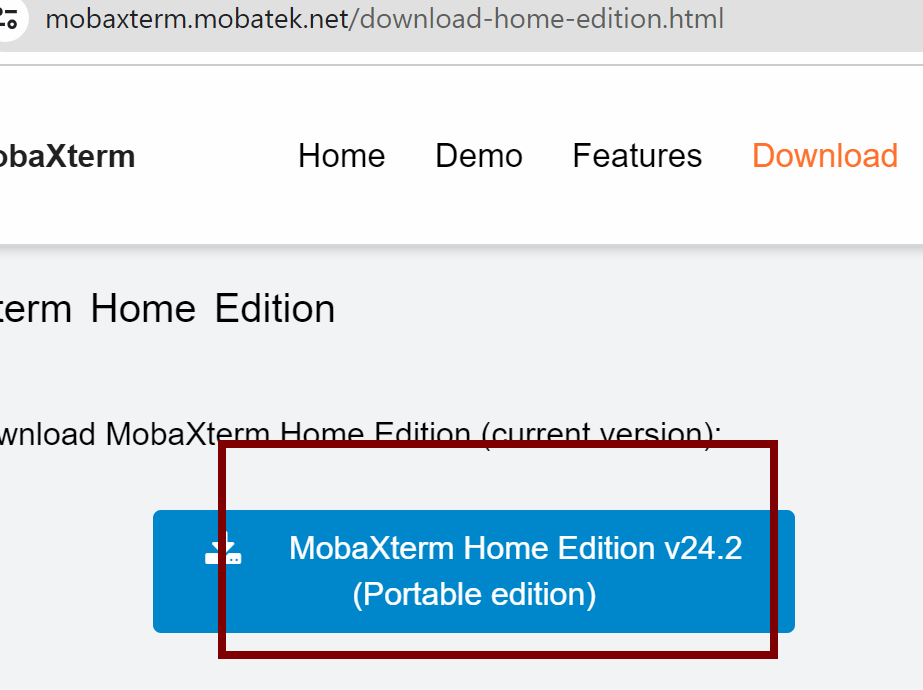 mobaxterm.mobatek.net/download-home-edition.html
obaXterm Home Demo Features Download
term Home Edition
wnload MobaXterm Home Edition (current version):
MobaXterm Home Edition v24.2
(Portable edition)